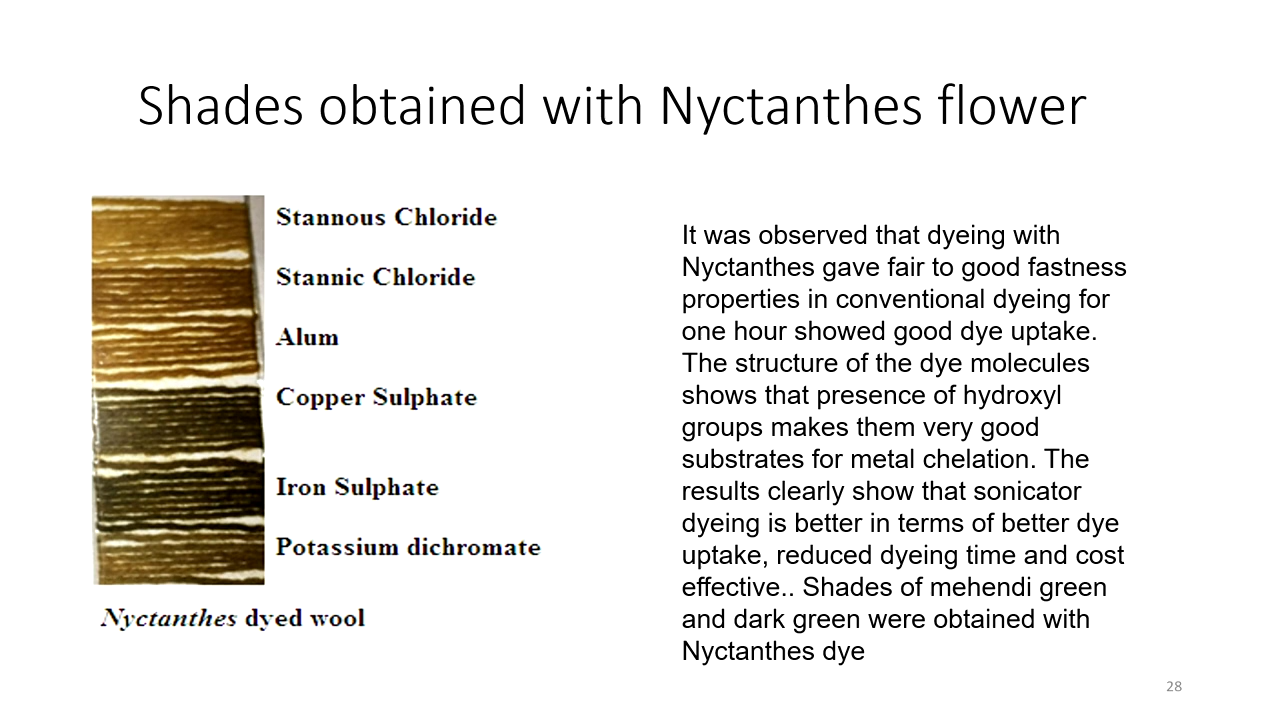 Shades obtained with Nyctanthes flower
Stannous Chloride
Stannic Chloride
Alum
Copper Sulphate
Iron Sulphate
Potassium dichromate
Nyctanthes dyed wool
It was observed that dyeing with
Nyctanthes gave fair to good fastness
properties in conventional dyeing for
one hour showed good dye uptake.
The structure of the dye molecules
shows that presence of hydroxyl
groups makes them very good
substrates for metal chelation. The
results clearly show that sonicator
dyeing is better in terms of better dye
uptake, reduced dyeing time and cost
effective.. Shades of mehendi green
and dark green were obtained with
Nyctanthes dye
28